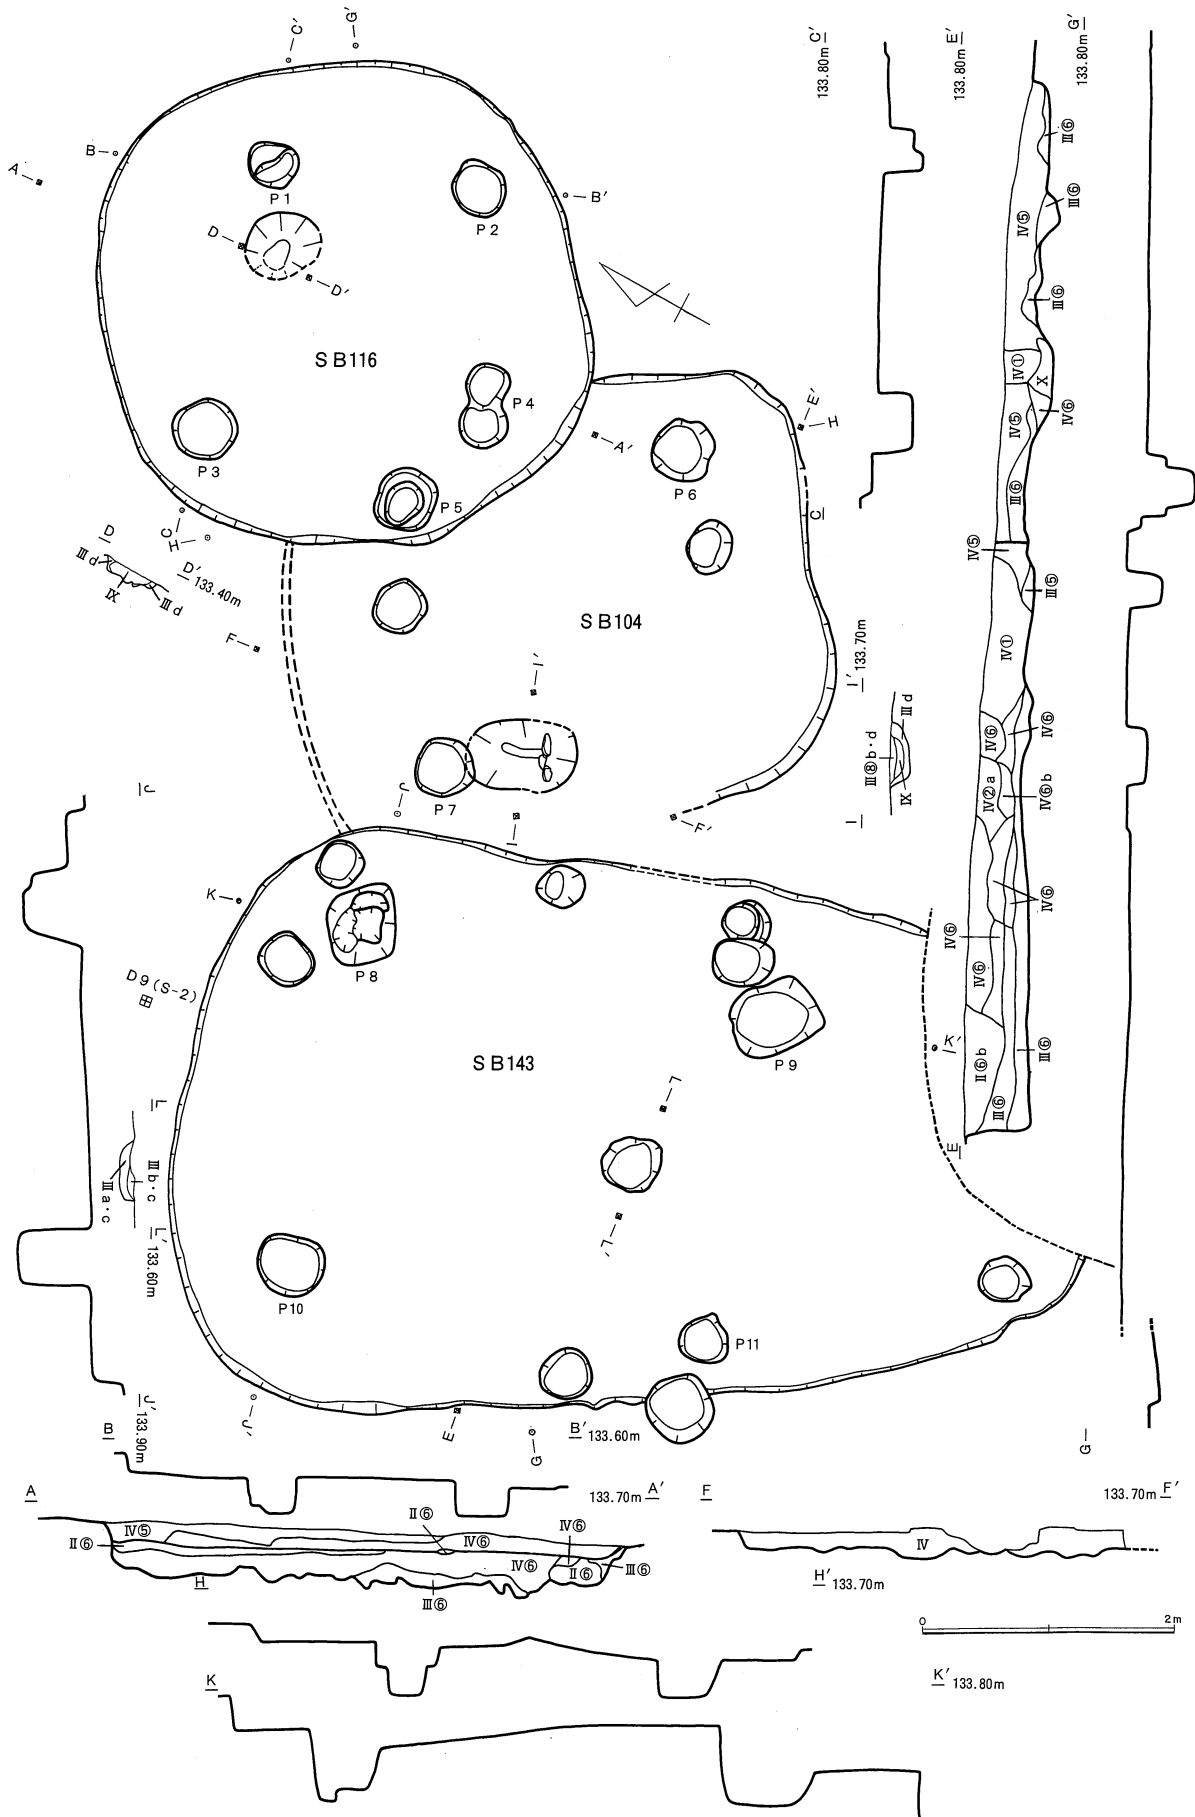 C'
G'
B
A
P1
P2
B'
D
D'
SB116
P3
P4
P5
A'
P6
E'
H
C
C
H
D
D' 133.40m
Ⅲd
Ⅸ
Ⅲd
F
SB104
I'
P7
J
I
F'
K
D9(S-2)
P8
P9
K'
SB143
L
L'
P10
P11
J'
E
G
G
133.80m C'
133.80m E'
133.80m G'
Ⅲ⑥
Ⅲ⑥
Ⅳ⑤
Ⅲ⑥
Ⅳ①
X
Ⅳ⑥
Ⅳ⑤
Ⅲ⑥
Ⅳ⑤
Ⅲ⑤
Ⅳ①
Ⅳ⑥
Ⅳ⑥
Ⅳ②a
Ⅳ⑥b
Ⅳ⑥
Ⅳ⑥
Ⅳ⑥
Ⅱ⑥b
Ⅲ⑥
Ⅲ⑥
E
I' 133.70m
Ⅲd
Ⅲ⑧b·d
Ⅸ
I
J
L
Ⅲb·c
Ⅲa·c
L' 133.60m
J' 133.90m
B
B' 133.60m
A
133.70m A'
Ⅱ⑥
Ⅳ⑤
Ⅱ⑥
Ⅳ⑥
Ⅳ⑥
Ⅳ⑥
Ⅱ⑥
Ⅲ⑥
Ⅲ⑥
F
133.70m F'
Ⅳ
H
H' 133.70m
0
2m
K
K' 133.80m